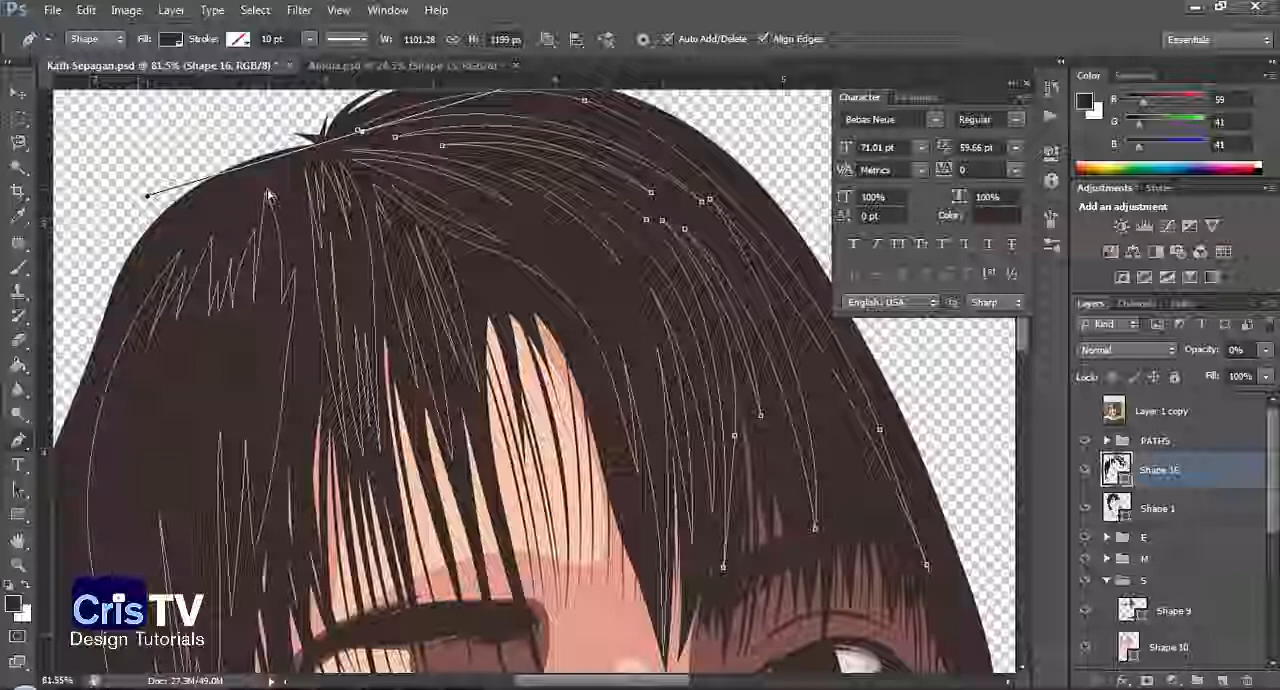 Ps File Edit Image Layer Type Select Filter View Window Help
Shape Fill: Stroke: 10 pt W: 1101.28 H: 1199 px Auto Add/Delete Align Edges Essentials
Kath Sepagan.psd @ 81.5% (Shape 16, RGB/8) *
Character
Bebas Neue Regular
71.01 pt 59.66 pt
Metrics 0
100% 100%
0 pt Color:
English: USA Sharp
Color
R 59
G 41
B 41
Adjustments
Add an adjustment
Layers
Kind
Normal Opacity: 0%
Lock: Fill: 100%
Layer 1 copy
PATHS
Shape 16
Shape 1
E
M
S
Shape 9
Shape 10
CrisTV
Design Tutorials
81.55% Doc: 27.3M/49.0M